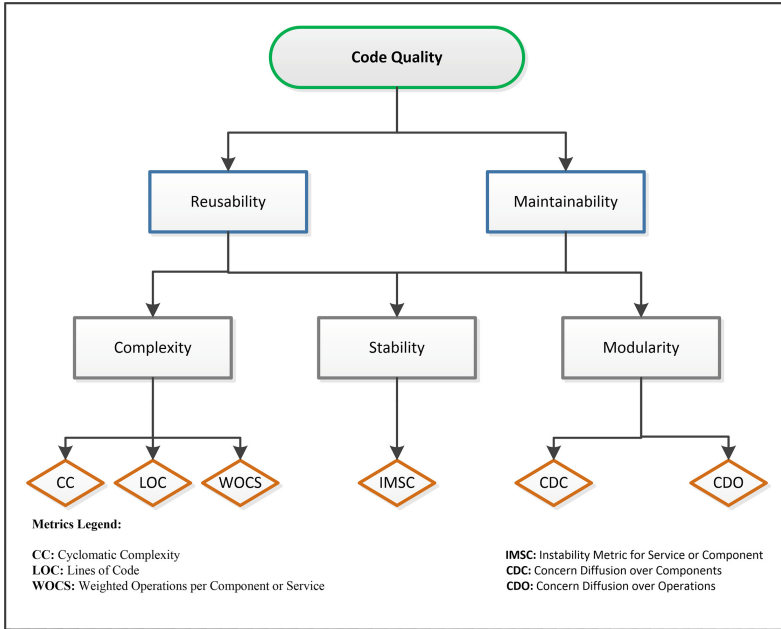 Code Quality
Reusability
Maintainability
Complexity
Stability
Modularity
CC
LOC
WOCS
IMSC
CDC
CDO
Metrics Legend:
CC: Cyclomatic Complexity
LOC: Lines of Code
WOCS: Weighted Operations per Component or Service
IMSC: Instability Metric for Service or Component
CDC: Concern Diffusion over Components
CDO: Concern Diffusion over Operations